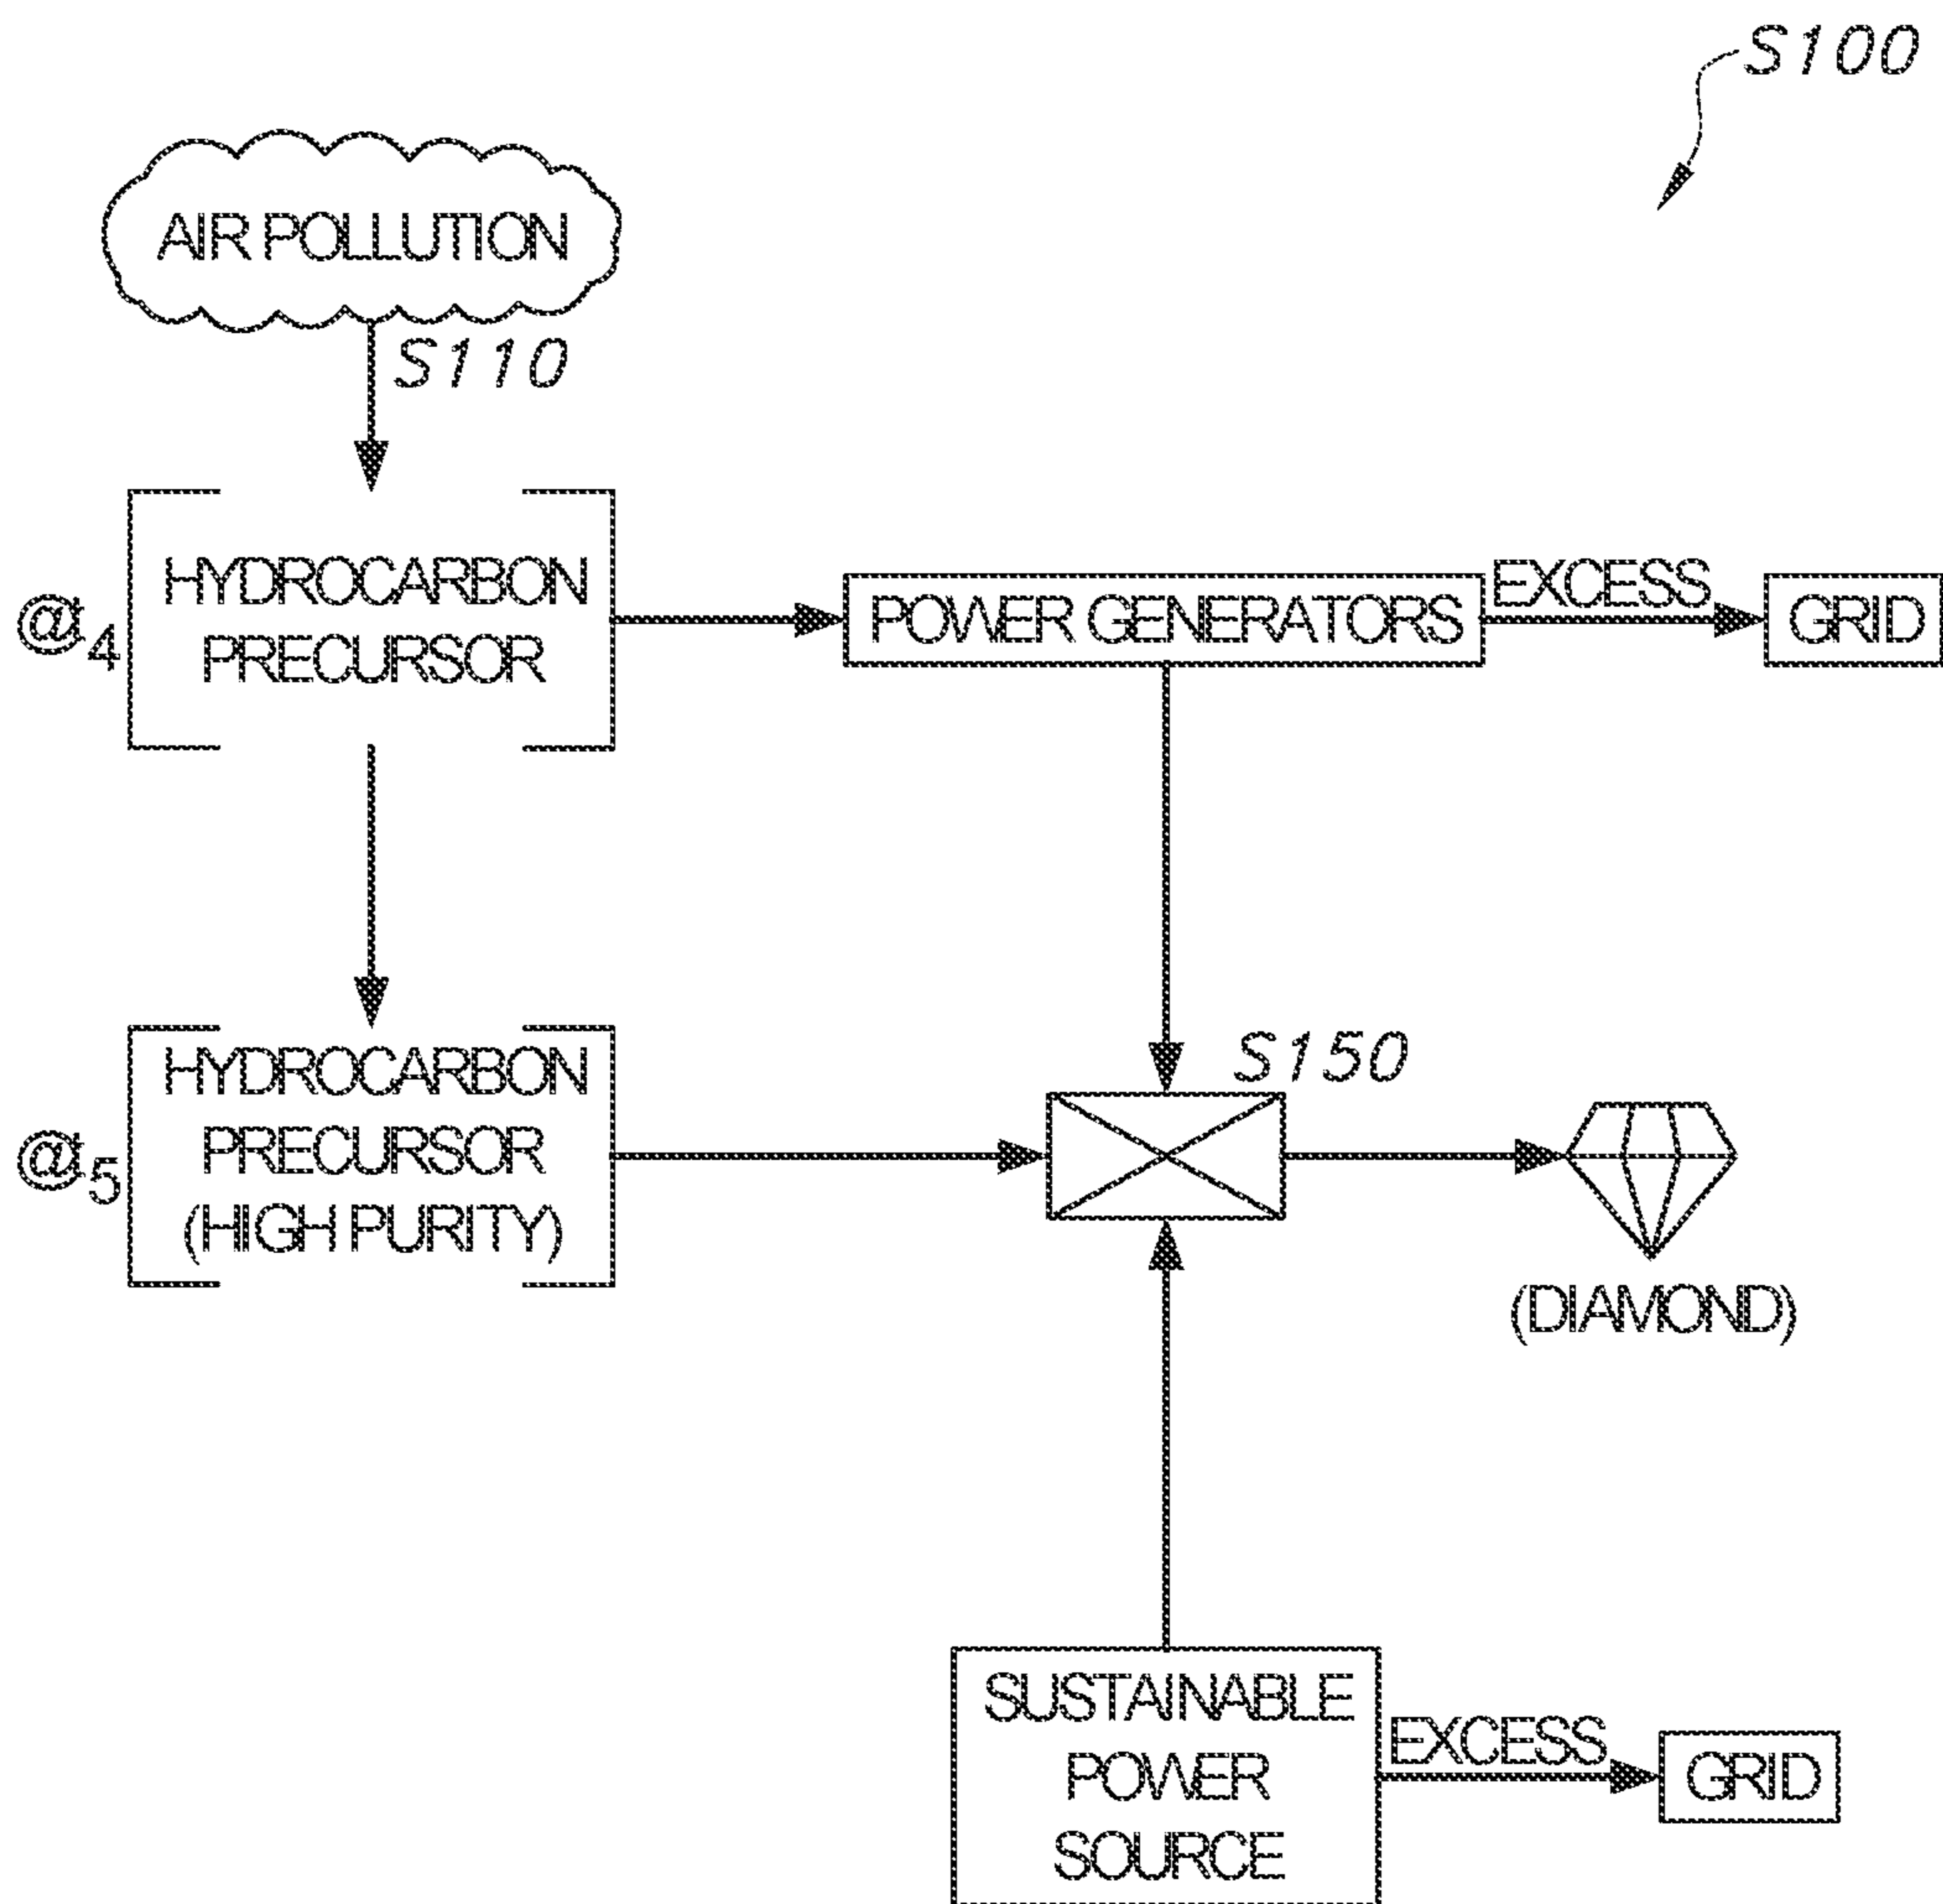 S100
AIR POLLUTION
S110
@t4
HYDROCARBON
PRECURSOR
POWER GENERATORS
EXCESS
GRID
@t5
HYDROCARBON
PRECURSOR
(HIGH PURITY)
S150
(DIAMOND)
SUSTAINABLE
POWER
SOURCE
EXCESS
GRID